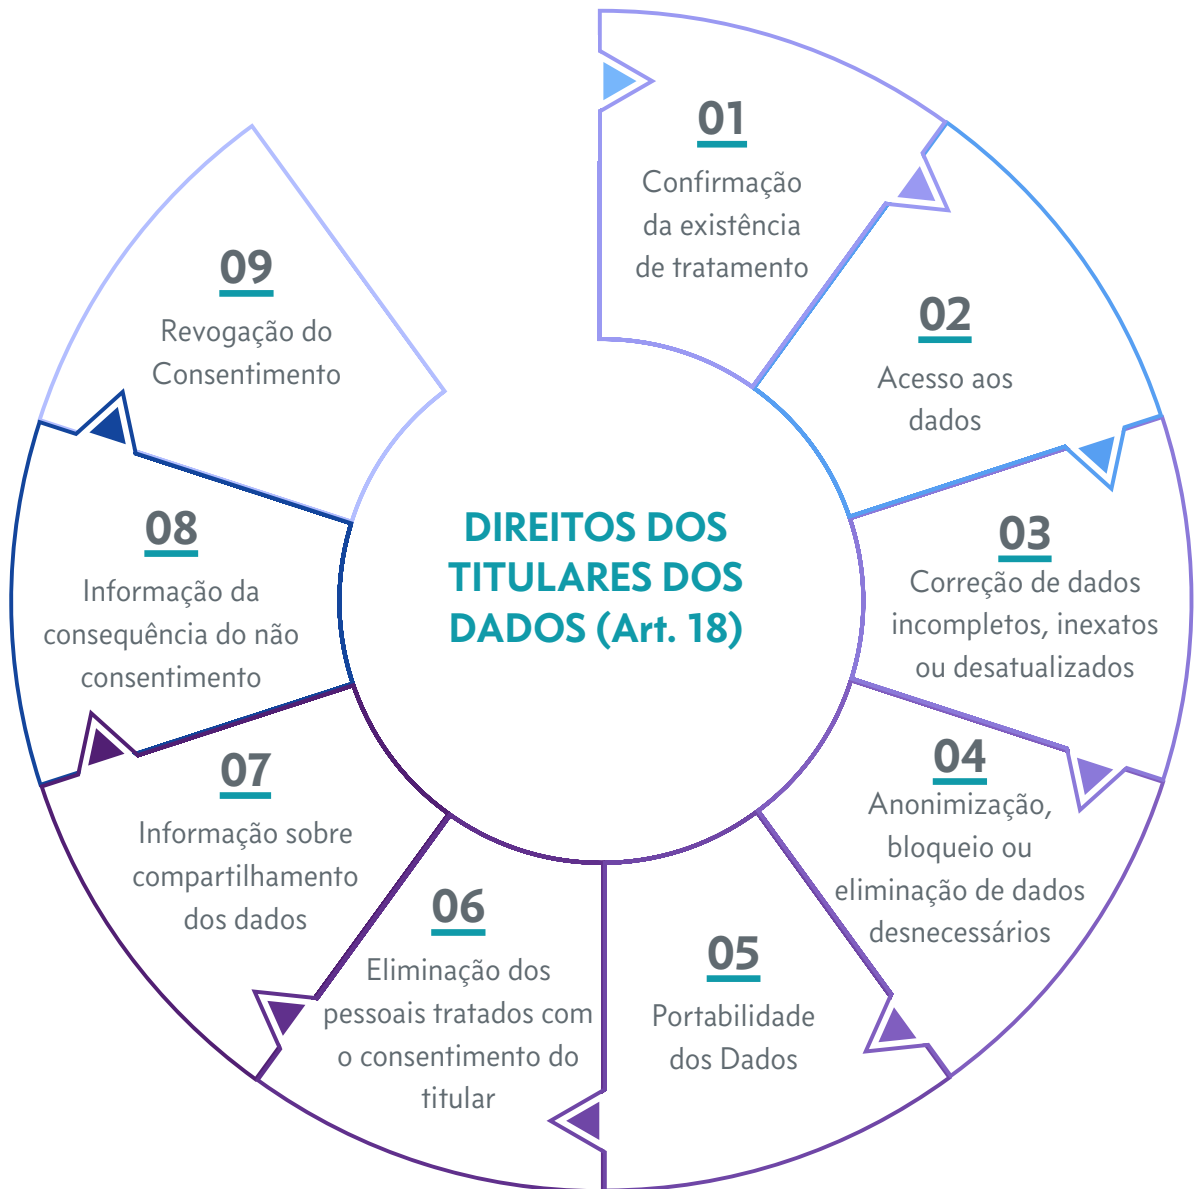 DIREITOS DOS
TITULARES DOS
DADOS (Art. 18)
01
Confirmação
da existência
de tratamento
02
Acesso aos
dados
03
Correção de dados
incompletos, inexatos
ou desatualizados
04
Anonimização,
bloqueio ou
eliminação de dados
desnecessários
05
Portabilidade
dos Dados
06
Eliminação dos
pessoais tratados com
o consentimento do
titular
07
Informação sobre
compartilhamento
dos dados
08
Informação da
consequência do não
consentimento
09
Revogação do
Consentimento